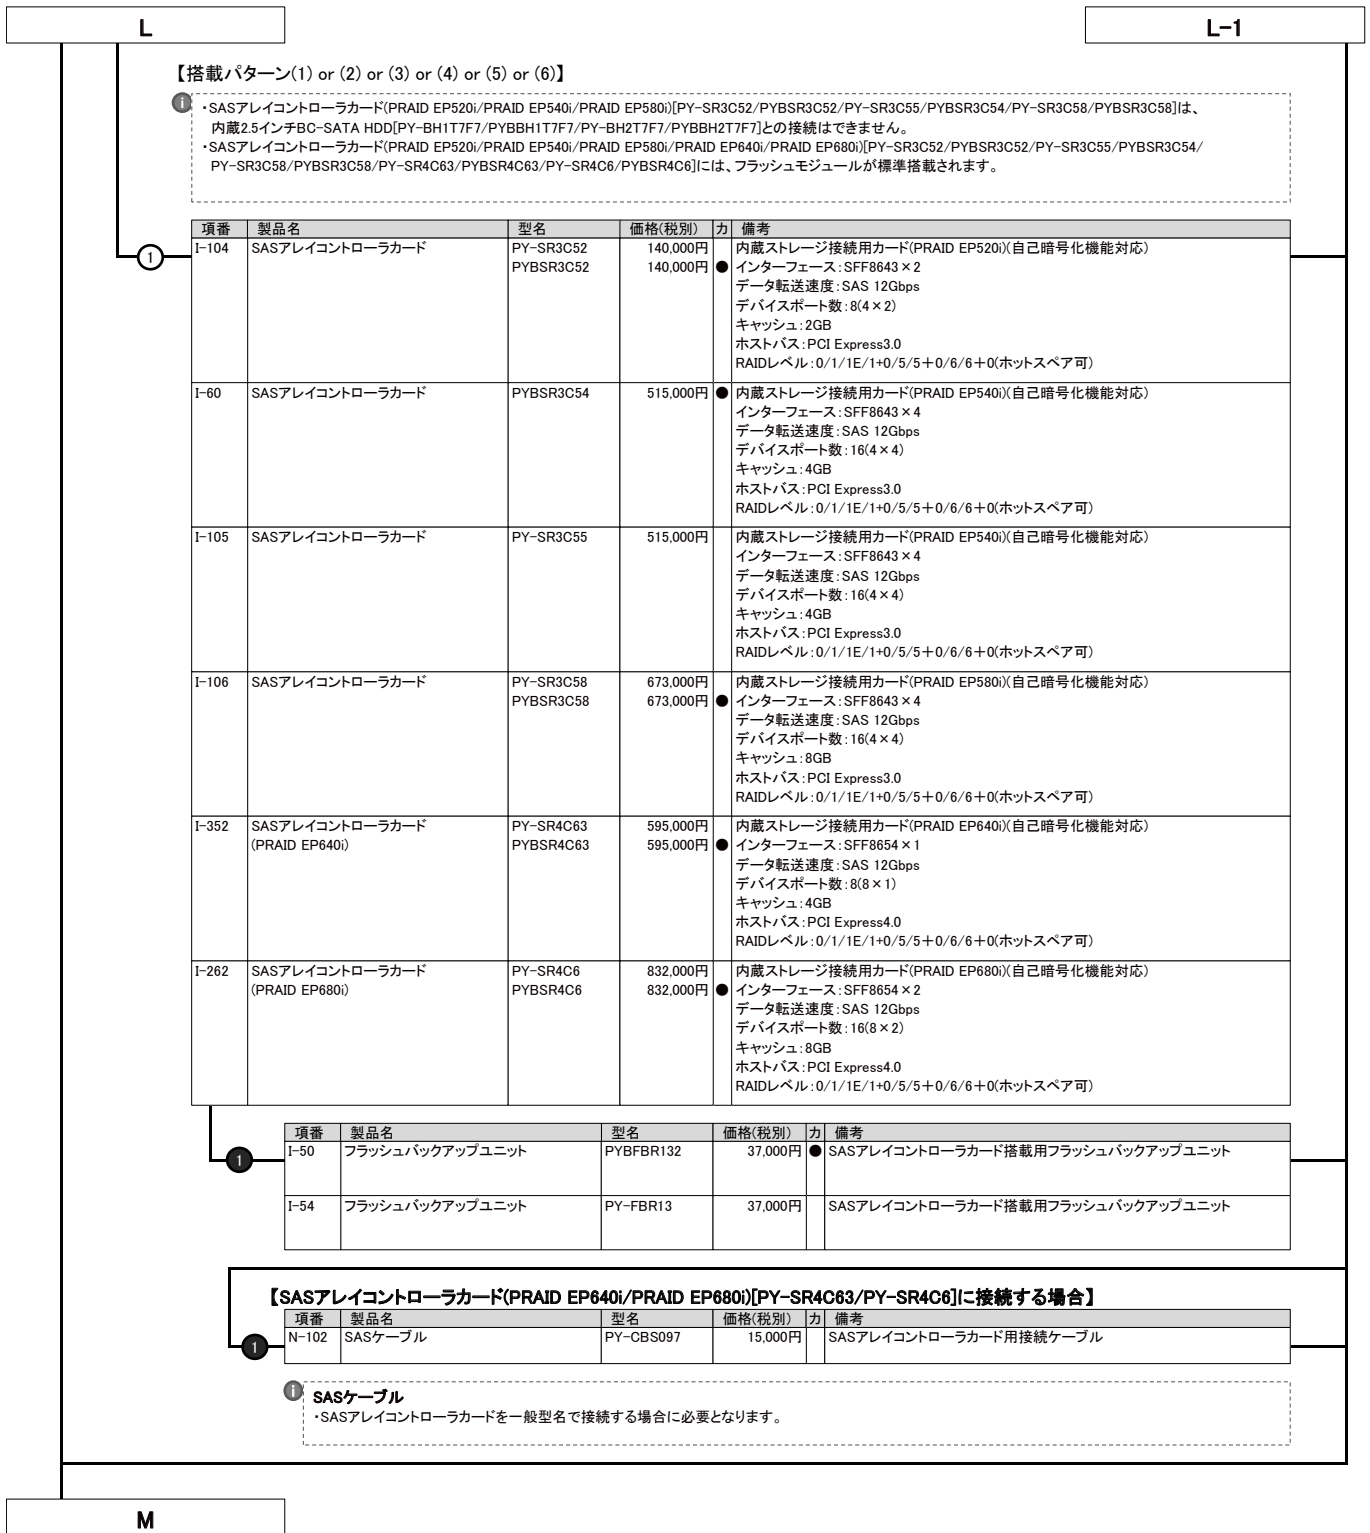 L
L-1
【搭載パターン(1) or (2) or (3) or (4) or (5) or (6)】
i
・SASアレイコントローラカード(PRAID EP520i/PRAID EP540i/PRAID EP580i)[PY-SR3C52/PYBSR3C52/PY-SR3C55/PYBSR3C54/PY-SR3C58/PYBSR3C58]は、
内蔵2.5インチBC-SATA HDD[PY-BH1T7F7/PYBBH1T7F7/PY-BH2T7F7/PYBBH2T7F7]との接続はできません。
・SASアレイコントローラカード(PRAID EP520i/PRAID EP540i/PRAID EP580i/PRAID EP640i/PRAID EP680i)[PY-SR3C52/PYBSR3C52/PY-SR3C55/PYBSR3C54/
PY-SR3C58/PYBSR3C58/PY-SR4C63/PYBSR4C63/PY-SR4C6/PYBSR4C6]には、フラッシュモジュールが標準搭載されます。
項番 製品名 型名 価格(税別) カ 備考
1
I-104 SASアレイコントローラカード PY-SR3C52 140,000円 内蔵ストレージ接続用カード(PRAID EP520i)(自己暗号化機能対応)
PYBSR3C52 140,000円 ● インターフェース:SFF8643×2
データ転送速度:SAS 12Gbps
デバイスポート数:8(4×2)
キャッシュ:2GB
ホストバス:PCI Express3.0
RAIDレベル:0/1/1E/1+0/5/5+0/6/6+0(ホットスペア可)
I-60 SASアレイコントローラカード PYBSR3C54 515,000円 ● 内蔵ストレージ接続用カード(PRAID EP540i)(自己暗号化機能対応)
インターフェース:SFF8643×4
データ転送速度:SAS 12Gbps
デバイスポート数:16(4×4)
キャッシュ:4GB
ホストバス:PCI Express3.0
RAIDレベル:0/1/1E/1+0/5/5+0/6/6+0(ホットスペア可)
I-105 SASアレイコントローラカード PY-SR3C55 515,000円 内蔵ストレージ接続用カード(PRAID EP540i)(自己暗号化機能対応)
インターフェース:SFF8643×4
データ転送速度:SAS 12Gbps
デバイスポート数:16(4×4)
キャッシュ:4GB
ホストバス:PCI Express3.0
RAIDレベル:0/1/1E/1+0/5/5+0/6/6+0(ホットスペア可)
I-106 SASアレイコントローラカード PY-SR3C58 673,000円 内蔵ストレージ接続用カード(PRAID EP580i)(自己暗号化機能対応)
PYBSR3C58 673,000円 ● インターフェース:SFF8643×4
データ転送速度:SAS 12Gbps
デバイスポート数:16(4×4)
キャッシュ:8GB
ホストバス:PCI Express3.0
RAIDレベル:0/1/1E/1+0/5/5+0/6/6+0(ホットスペア可)
I-352 SASアレイコントローラカード PY-SR4C63 595,000円 内蔵ストレージ接続用カード(PRAID EP640i)(自己暗号化機能対応)
(PRAID EP640i) PYBSR4C63 595,000円 ● インターフェース:SFF8654×1
データ転送速度:SAS 12Gbps
デバイスポート数:8(8×1)
キャッシュ:4GB
ホストバス:PCI Express4.0
RAIDレベル:0/1/1E/1+0/5/5+0/6/6+0(ホットスペア可)
I-262 SASアレイコントローラカード PY-SR4C6 832,000円 内蔵ストレージ接続用カード(PRAID EP680i)(自己暗号化機能対応)
(PRAID EP680i) PYBSR4C6 832,000円 ● インターフェース:SFF8654×2
データ転送速度:SAS 12Gbps
デバイスポート数:16(8×2)
キャッシュ:8GB
ホストバス:PCI Express4.0
RAIDレベル:0/1/1E/1+0/5/5+0/6/6+0(ホットスペア可)
項番 製品名 型名 価格(税別) カ 備考
1
I-50 フラッシュバックアップユニット PYBFBR132 37,000円 ● SASアレイコントローラカード搭載用フラッシュバックアップユニット
I-54 フラッシュバックアップユニット PY-FBR13 37,000円 SASアレイコントローラカード搭載用フラッシュバックアップユニット
【SASアレイコントローラカード(PRAID EP640i/PRAID EP680i)[PY-SR4C63/PY-SR4C6]に接続する場合】
項番 製品名 型名 価格(税別) カ 備考
1
N-102 SASケーブル PY-CBS097 15,000円 SASアレイコントローラカード用接続ケーブル
i
SASケーブル
・SASアレイコントローラカードを一般型名で接続する場合に必要となります。
M